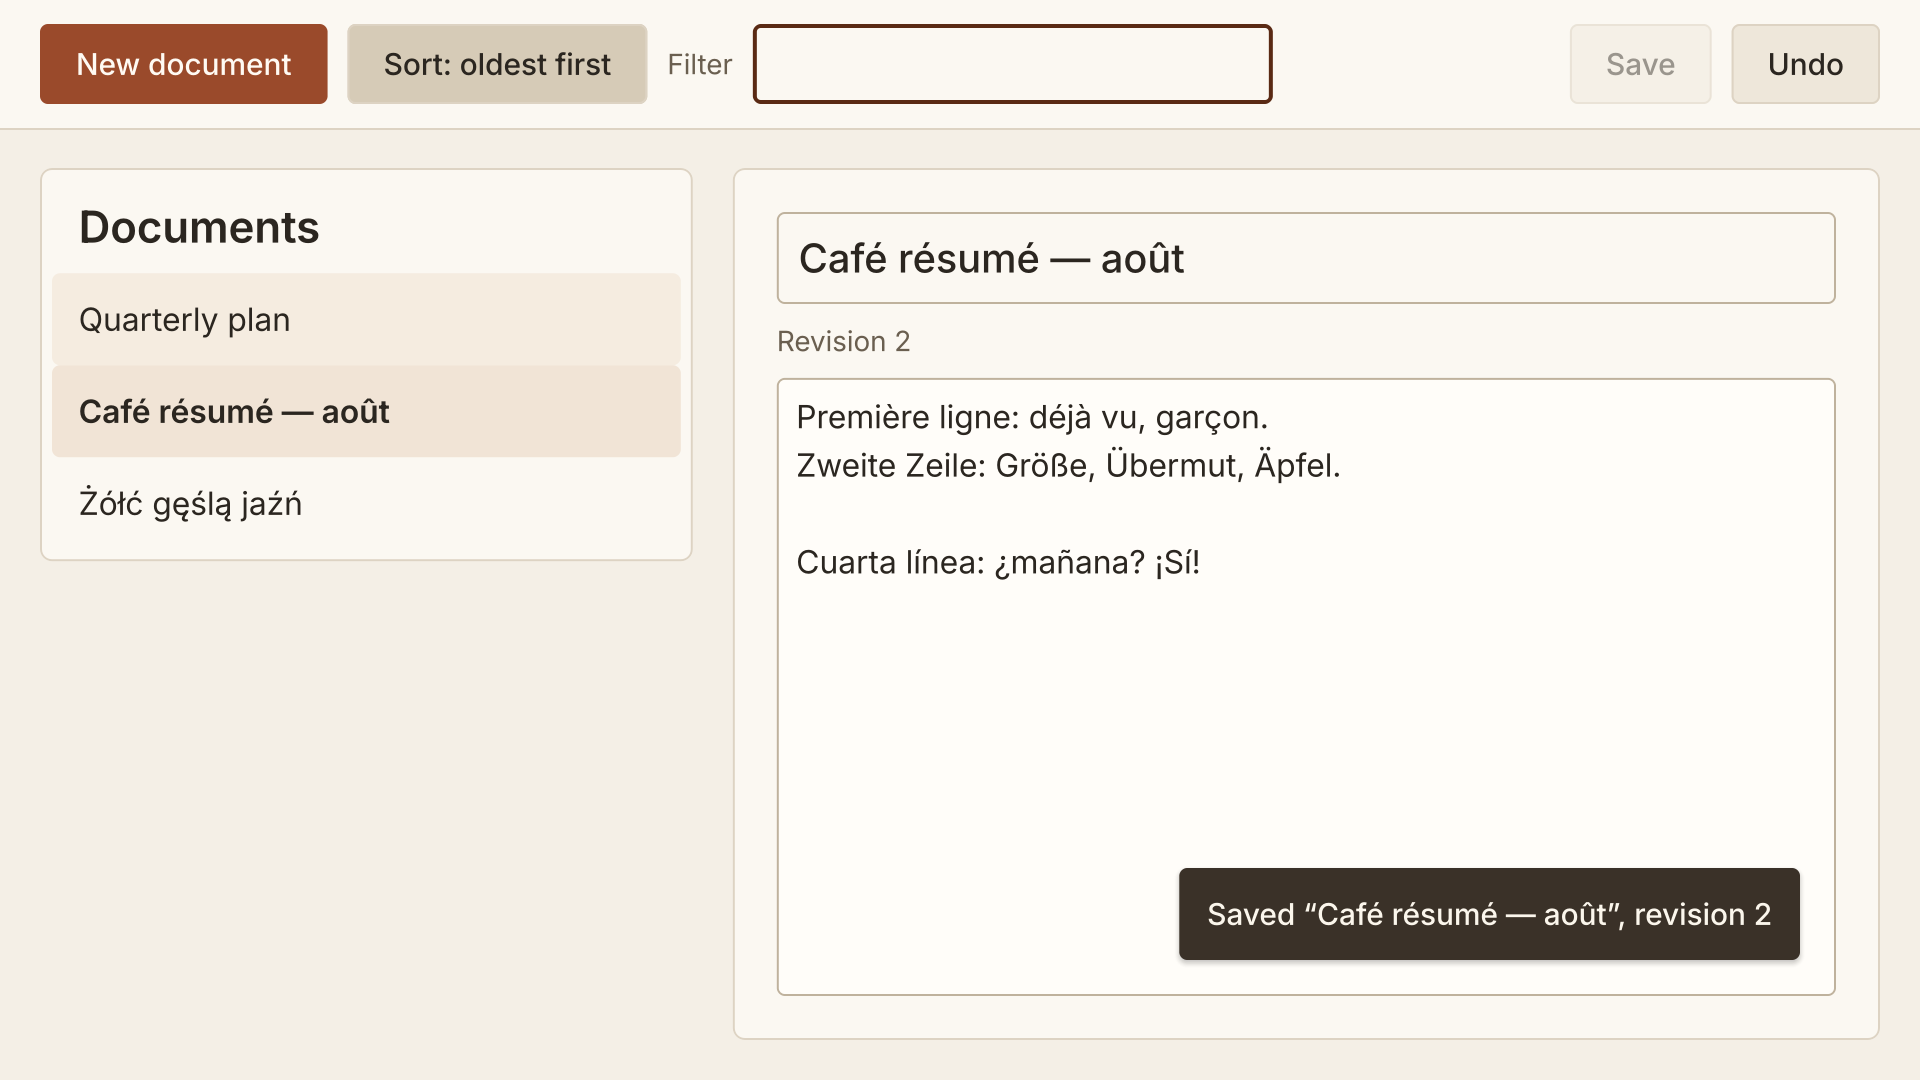 New document
Sort: oldest first
Filter
Save
Undo
Documents
Quarterly plan
Café résumé — août
Żółć gęślą jaźń
Café résumé — août
Revision 2
Première ligne: déjà vu, garçon.
Zweite Zeile: Größe, Übermut, Äpfel.
Cuarta línea: ¿mañana? ¡Sí!
Saved “Café résumé — août”, revision 2